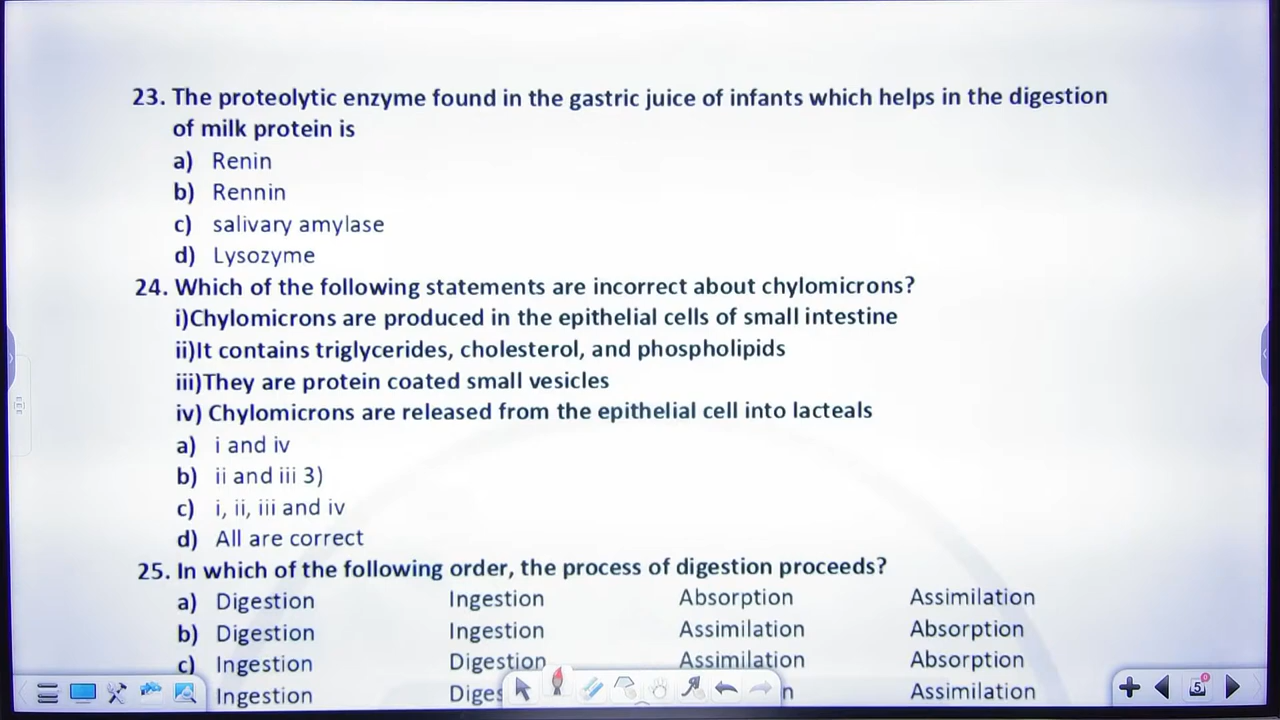 23. The proteolytic enzyme found in the gastric juice of infants which helps in the digestion
of milk protein is
a) Renin
b) Rennin
c) salivary amylase
d) Lysozyme
24. Which of the following statements are incorrect about chylomicrons?
i)Chylomicrons are produced in the epithelial cells of small intestine
ii)It contains triglycerides, cholesterol, and phospholipids
iii)They are protein coated small vesicles
iv) Chylomicrons are released from the epithelial cell into lacteals
a) i and iv
b) ii and iii 3)
c) i, ii, iii and iv
d) All are correct
25. In which of the following order, the process of digestion proceeds?
a) Digestion Ingestion Absorption Assimilation
b) Digestion Ingestion Assimilation Absorption
c) Ingestion Digestion Assimilation Absorption
Ingestion Assimilation
5